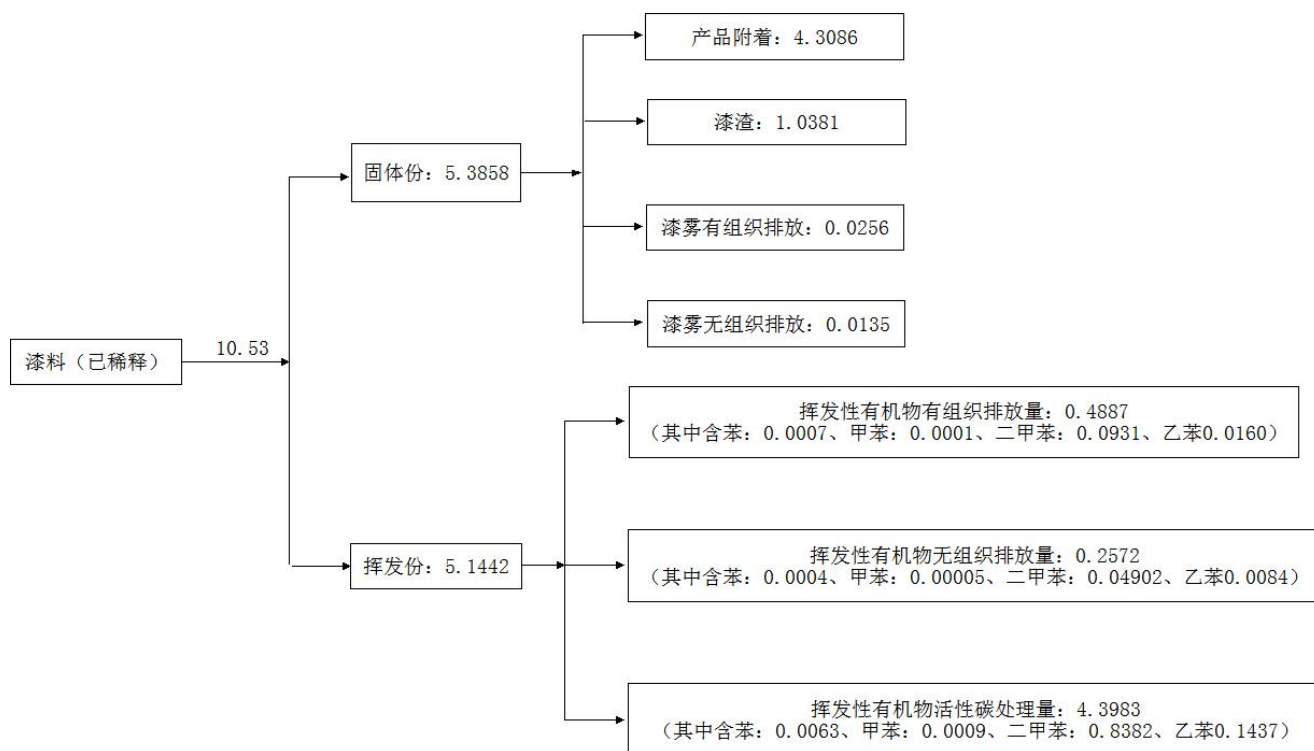 产品附着：4.3086
漆渣：1.0381
固体份：5.3858
漆雾有组织排放：0.0256
漆雾无组织排放：0.0135
10.53
漆料（已稀释）
挥发性有机物有组织排放量：0.4887
（其中含苯：0.0007、甲苯：0.0001、二甲苯：0.0931、乙苯0.0160）
挥发份：5.1442
挥发性有机物无组织排放量：0.2572
（其中含苯：0.0004、甲苯：0.00005、二甲苯：0.04902、乙苯0.0084）
挥发性有机物活性碳处理量：4.3983
（其中含苯：0.0063、甲苯：0.0009、二甲苯：0.8382、乙苯0.1437）